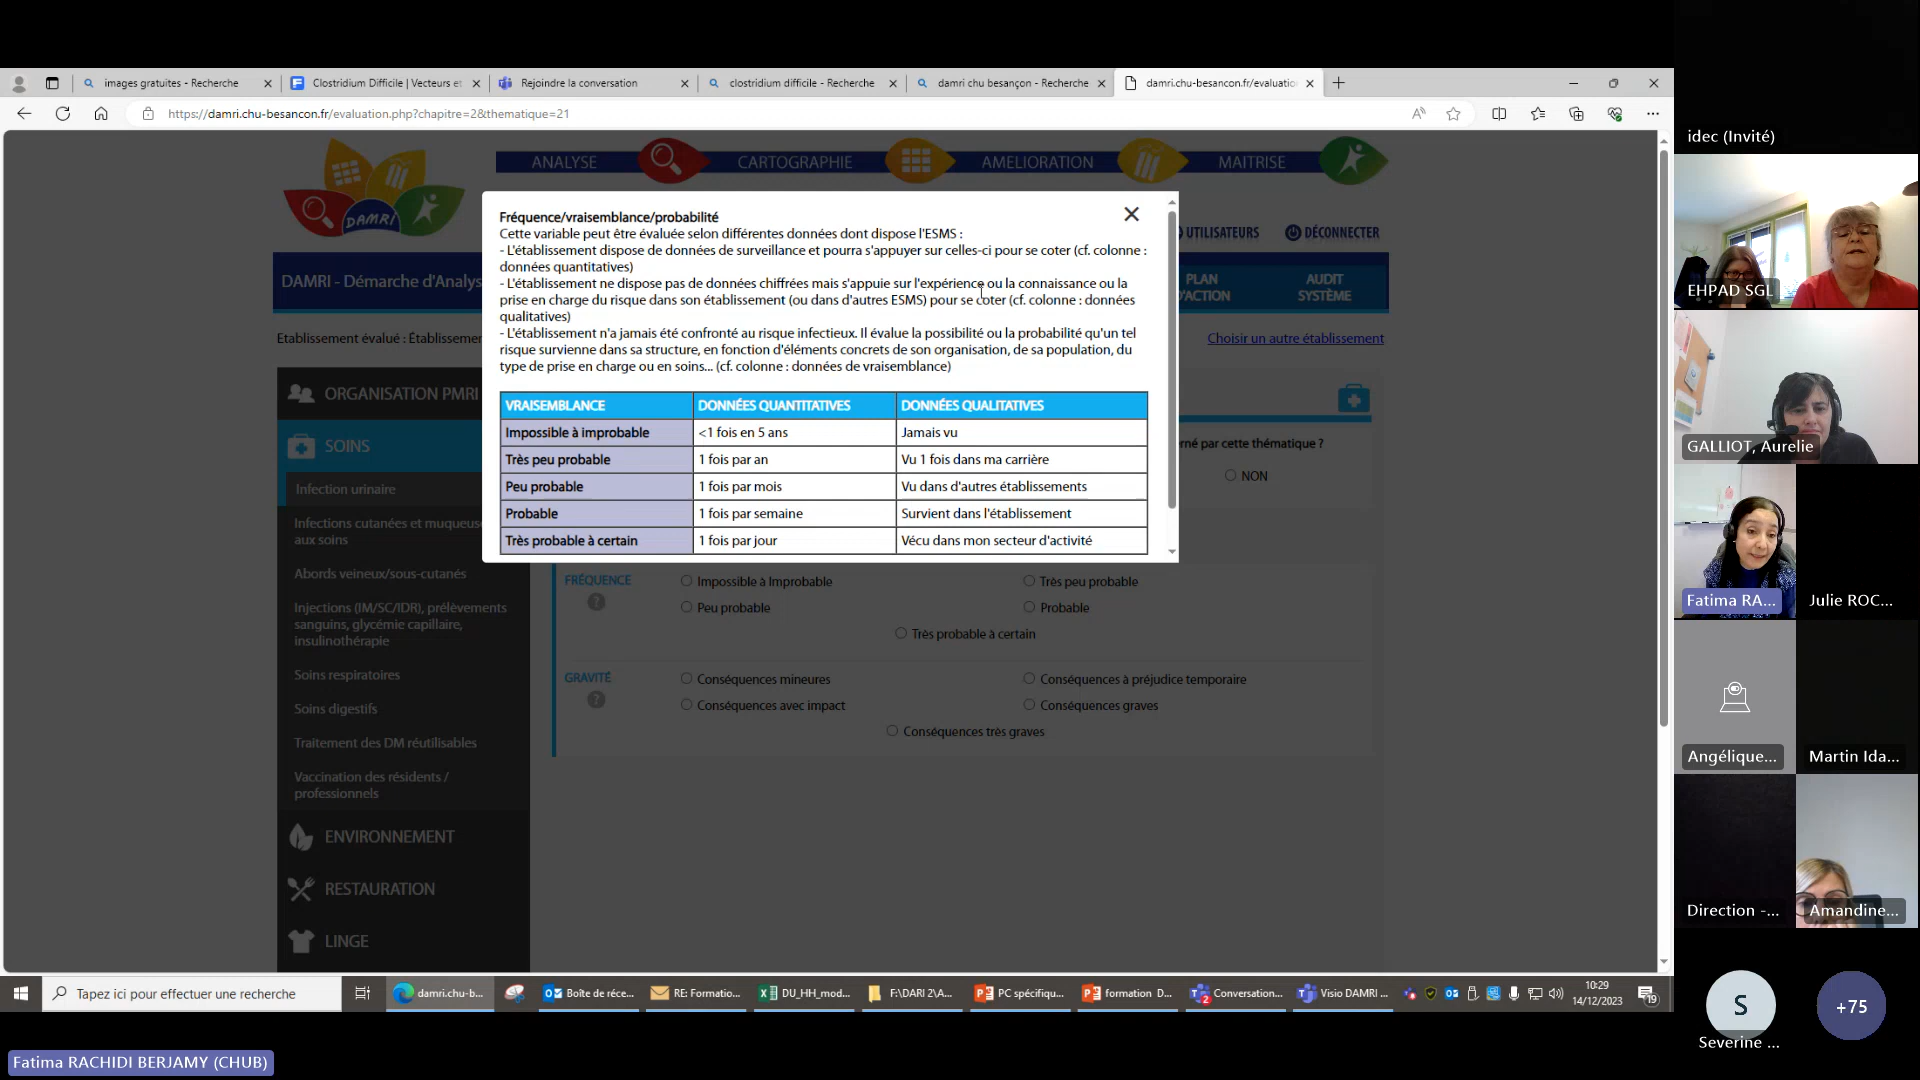 images gratuites - Recherche
Clostridium Difficile | Vecteurs et
Rejoindre la conversation
clostridium difficile - Recherche
damri chu besançon - Recherche
damri.chu-besancon.fr/evaluatio
https://damri.chu-besancon.fr/evaluation.php?chapitre=2&thematique=21
DAMRI
ANALYSE
CARTOGRAPHIE
AMELIORATION
MAITRISE
UTILISATEURS
DÉCONNECTER
DAMRI - Démarche d'Analys
PLAN
D'ACTION
AUDIT
SYSTÈME
Etablissement évalué : Établissemen
Choisir un autre établissement
Fréquence/vraisemblance/probabilité
Cette variable peut être évaluée selon différentes données dont dispose l'ESMS :
- L'établissement dispose de données de surveillance et pourra s'appuyer sur celles-ci pour se coter (cf. colonne :
données quantitatives)
- L'établissement ne dispose pas de données chiffrées mais s'appuie sur l'expérience ou la connaissance ou la
prise en charge du risque dans son établissement (ou dans d'autres ESMS) pour se coter (cf. colonne : données
qualitatives)
- L'établissement n'a jamais été confronté au risque infectieux. Il évalue la possibilité ou la probabilité qu'un tel
risque survienne dans sa structure, en fonction d'éléments concrets de son organisation, de sa population, du
type de prise en charge ou en soins... (cf. colonne : données de vraisemblance)
VRAISEMBLANCE DONNÉES QUANTITATIVES DONNÉES QUALITATIVES
Impossible à improbable <1 fois en 5 ans Jamais vu
Très peu probable 1 fois par an Vu 1 fois dans ma carrière
Peu probable 1 fois par mois Vu dans d'autres établissements
Probable 1 fois par semaine Survient dans l'établissement
Très probable à certain 1 fois par jour Vécu dans mon secteur d'activité
ORGANISATION PMRI
SOINS
Infection urinaire
Infections cutanées et muqueuse
aux soins
Abords veineux/sous-cutanés
Injections (IM/SC/IDR), prélèvements
sanguins, glycémie capillaire,
insulinothérapie
Soins respiratoires
Soins digestifs
Traitement des DM réutilisables
Vaccination des résidents /
professionnels
ENVIRONNEMENT
RESTAURATION
LINGE
rné par cette thématique ?
NON
FRÉQUENCE
?
Impossible à Improbable
Très peu probable
Peu probable
Probable
Très probable à certain
GRAVITÉ
?
Conséquences mineures
Conséquences à préjudice temporaire
Conséquences avec impact
Conséquences graves
Conséquences très graves
Tapez ici pour effectuer une recherche
damri.chu-b...
Boîte de réce...
RE: Formatio...
DU_HH_mod...
F:\DARI 2\A...
PC spécifiqu...
formation D...
2
Conversation...
Visio DAMRI ...
10:29
14/12/2023
19
idec (Invité)
EHPAD SGL
GALLIOT, Aurelie
Fatima RA...
Julie ROC...
Angélique...
Martin Ida...
Direction -...
Amandine...
S
Severine ...
+75
Fatima RACHIDI BERJAMY (CHUB)